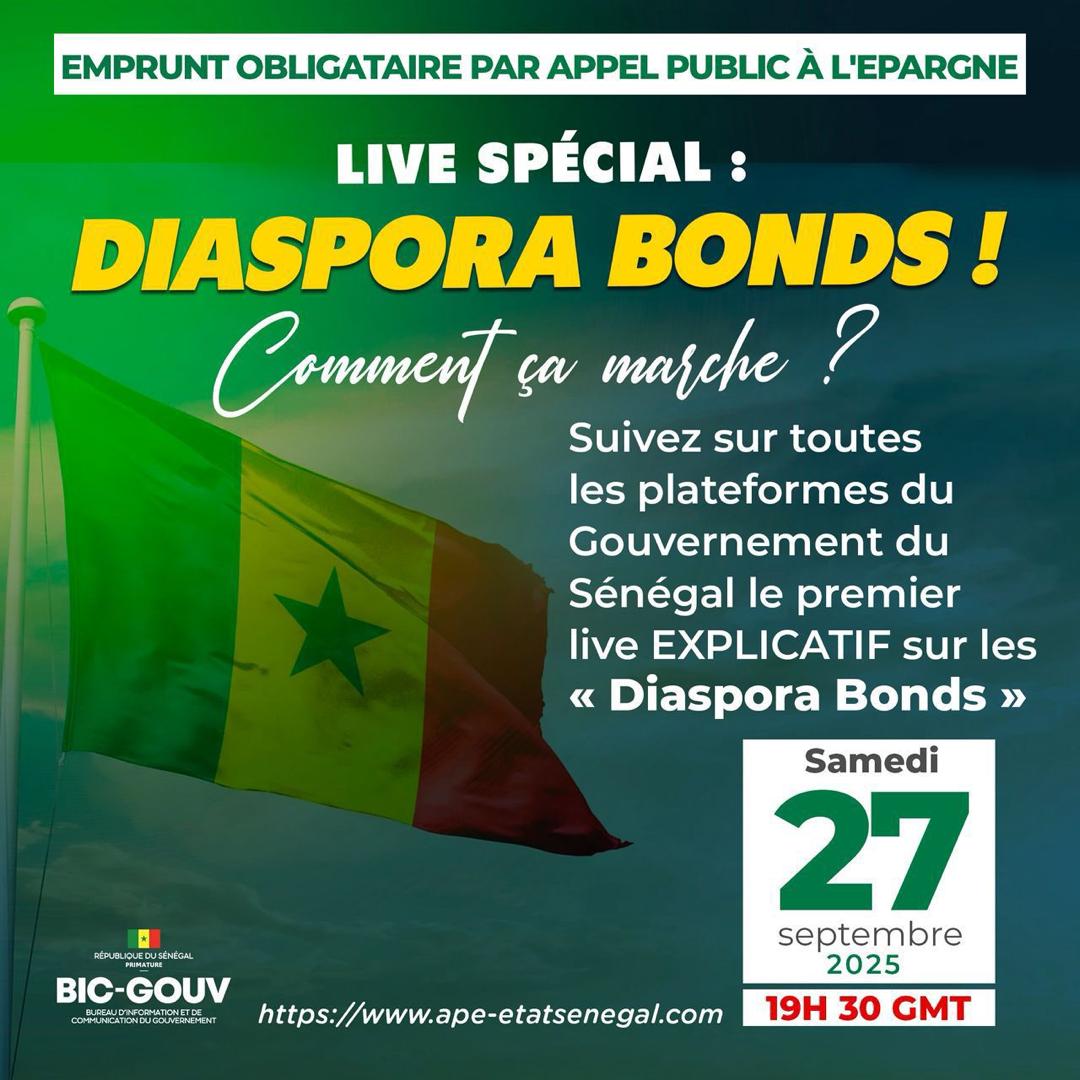 EMPRUNT OBLIGATAIRE PAR APPEL PUBLIC À L'EPARGNE
LIVE SPÉCIAL :
DIASPORA BONDS !
Comment ça marche ?
Suivez sur toutes
les plateformes du
Gouvernement du
Sénégal le premier
live EXPLICATIF sur les
« Diaspora Bonds »
Samedi
27
septembre
2025
19H 30 GMT
RÉPUBLIQUE DU SÉNÉGAL
PRIMATURE
BIC-GOUV
BUREAU D'INFORMATION ET DE
COMMUNICATION DU GOUVERNEMENT
https://www.ape-etatsenegal.com